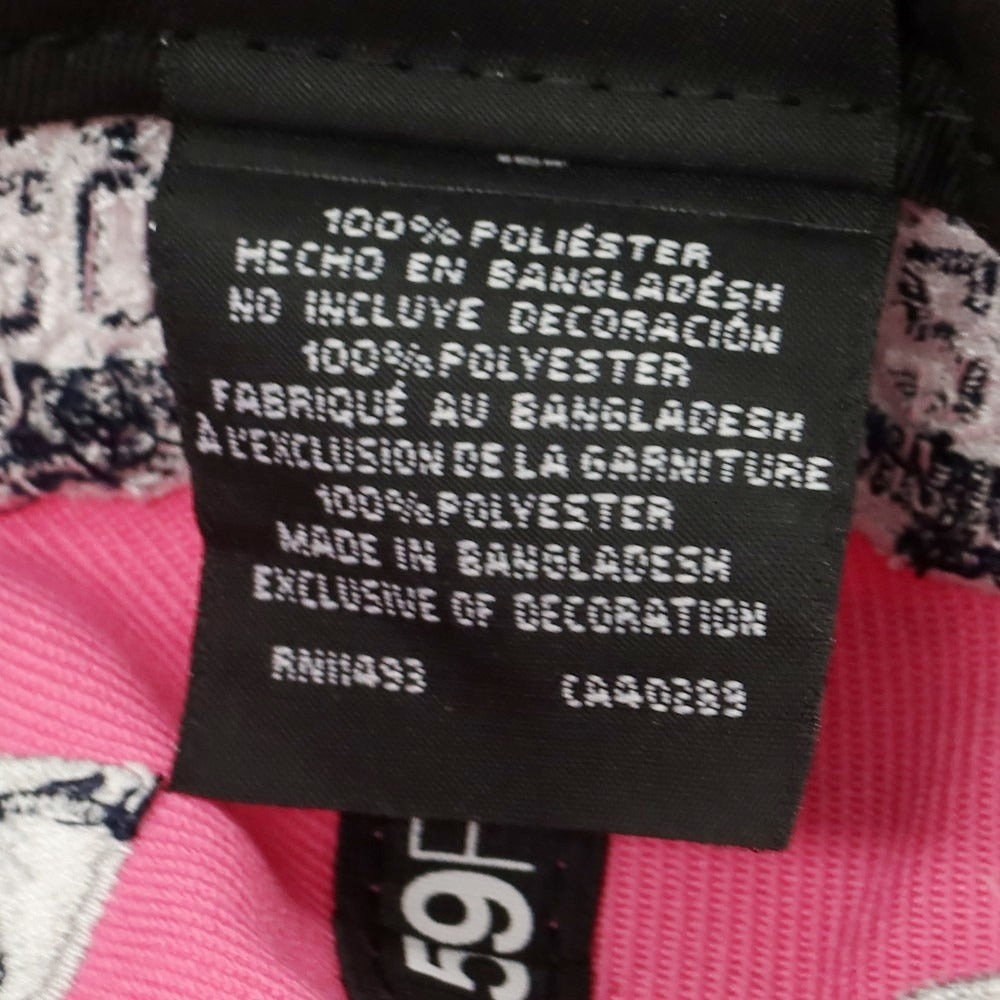 100% POLIÉSTER
HECHO EN BANGLADÉSH
NO INCLUYE DECORACIÓN
100% POLYESTER
FABRIQUÉ AU BANGLADESH
À L'EXCLUSION DE LA GARNITURE
100% POLYESTER
MADE IN BANGLADESH
EXCLUSIVE OF DECORATION
RN11493 CA40289
59F